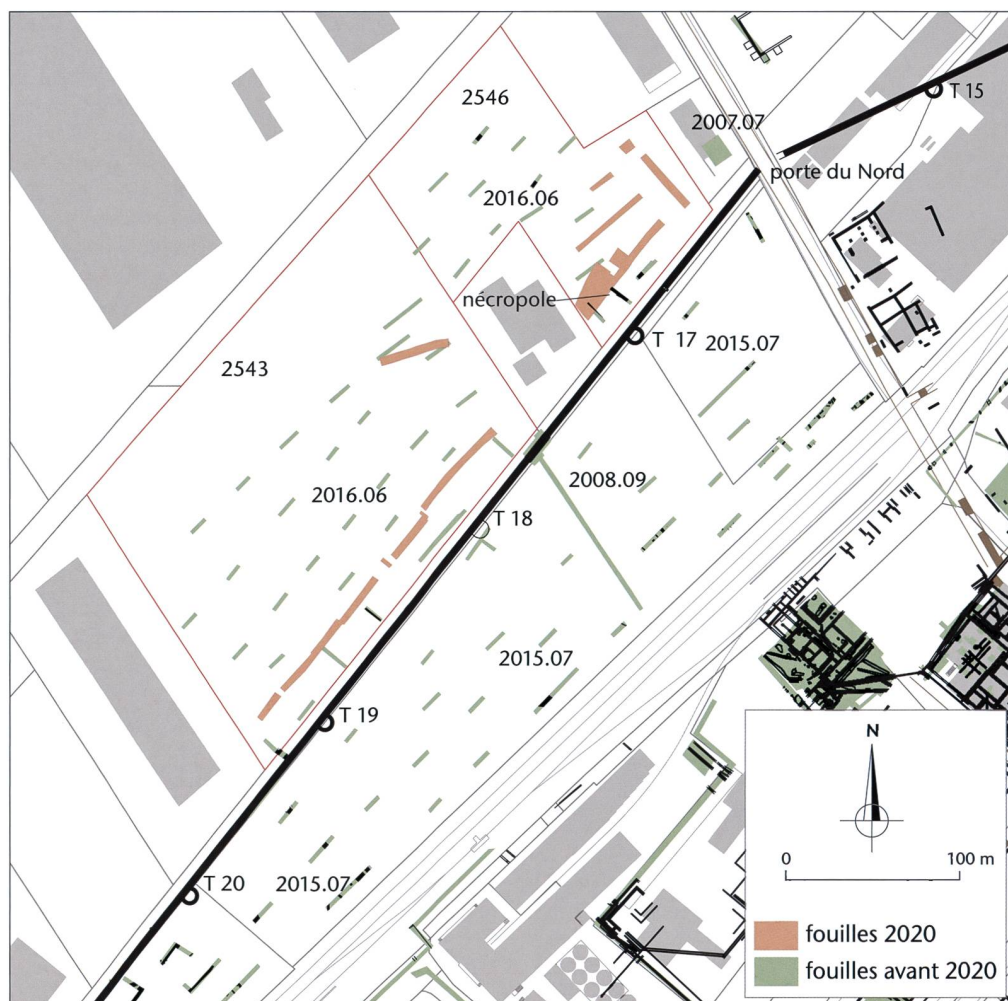 2546
2007.07
T 15
porte du Nord
2016.06
nécropole
T 17
2015.07
2543
2016.06
2008.09
T 18
2015.07
T 19
T 20
2015.07
N
0
100 m
fouilles 2020
fouilles avant 2020